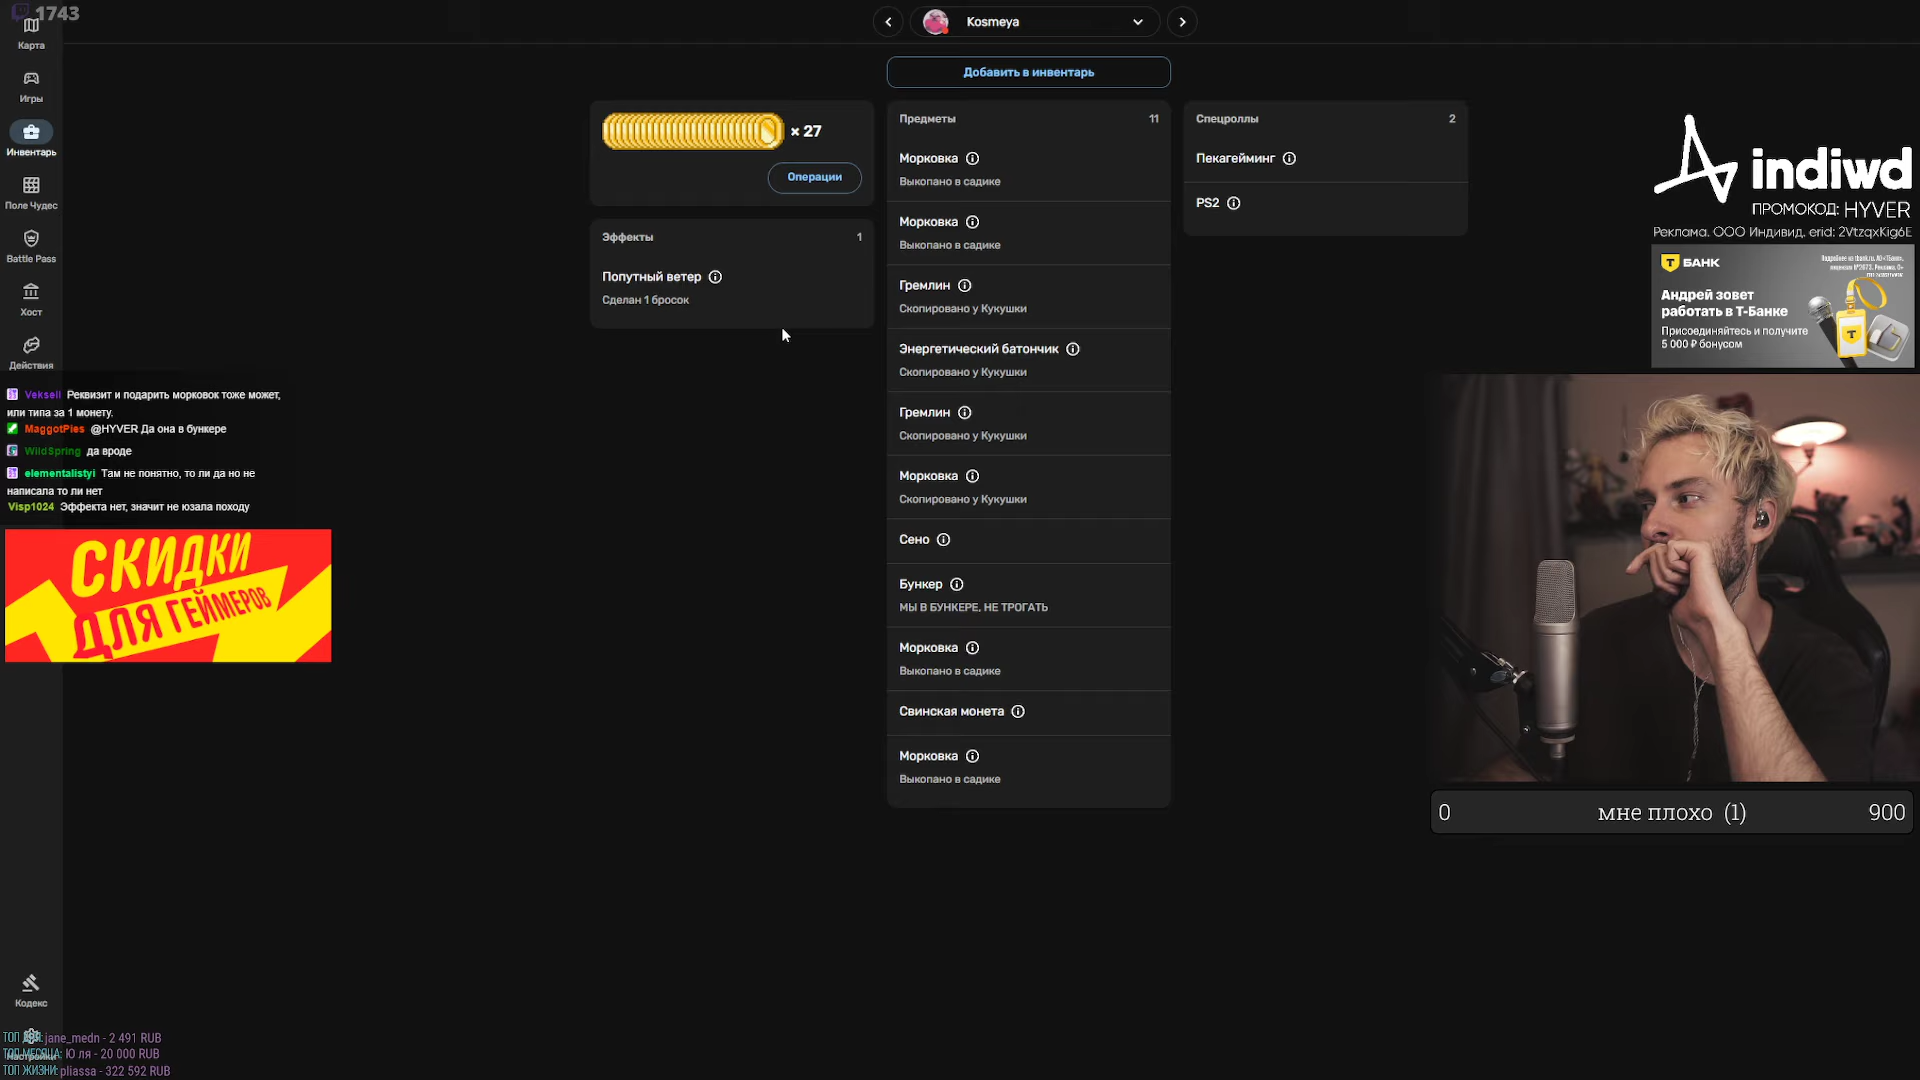 1743
Карта
Игры
Инвентарь
Поле Чудес
Battle Pass
Хост
Действия
Kosmeya
Добавить в инвентарь
× 27
Операции
Эффекты 1
Попутный ветер
Сделан 1 бросок
Предметы 11
Морковка
Выкопано в садике
Морковка
Выкопано в садике
Гремлин
Скопировано у Кукушки
Энергетический батончик
Скопировано у Кукушки
Гремлин
Скопировано у Кукушки
Морковка
Скопировано у Кукушки
Сено
Бункер
МЫ В БУНКЕРЕ, НЕ ТРОГАТЬ
Морковка
Выкопано в садике
Свинская монета
Морковка
Выкопано в садике
Спецроллы 2
Пекагейминг
PS2
indiwd
ПРОМОКОД: HYVER
Реклама. ООО Индивид. erid: 2VtzqxKig6E
Т БАНК
Андрей зовет
работать в Т-Банке
Присоединяйтесь и получите
5 000 ₽ бонусом
Veksell Реквизит и подарить морковок тоже может,
или типа за 1 монету.
MaggotPies @HYVER Да она в бункере
WildSpring да вроде
elementalistyi Там не понятно, то ли да но не
написала то ли нет
Visp1024 Эффекта нет, значит не юзала походу
СКИДКИ
ДЛЯ ГЕЙМЕРОВ
0 мне плохо (1) 900
Кодекс
Настройки
ТОП ДНЯ: jane_medn - 2 491 RUB
ТОП МЕСЯЦА: Ю ля - 20 000 RUB
ТОП ЖИЗНИ: pliassa - 322 592 RUB